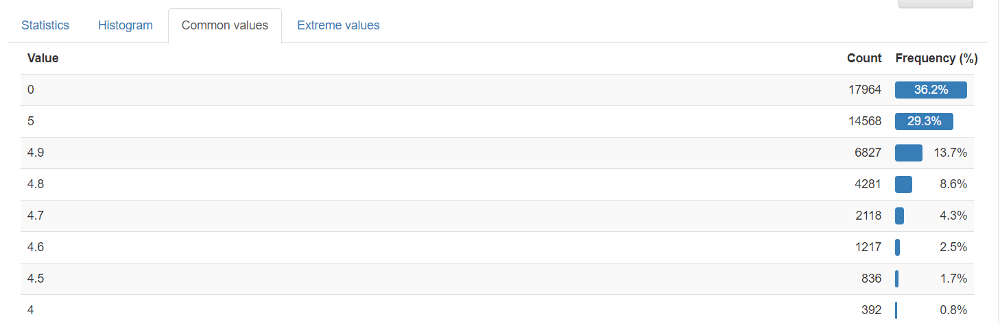 Statistics Histogram Common values Extreme values
Value Count Frequency (%)
0 17964 36.2%
5 14568 29.3%
4.9 6827 13.7%
4.8 4281 8.6%
4.7 2118 4.3%
4.6 1217 2.5%
4.5 836 1.7%
4 392 0.8%